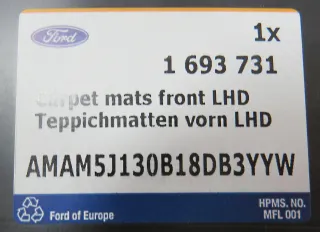 Ford
1x
1 693 731
Carpet mats front LHD
Teppichmatten vorn LHD
AMAM5J130B18DB3YYW
Ford of Europe
HPMS. NO.
MFL 001